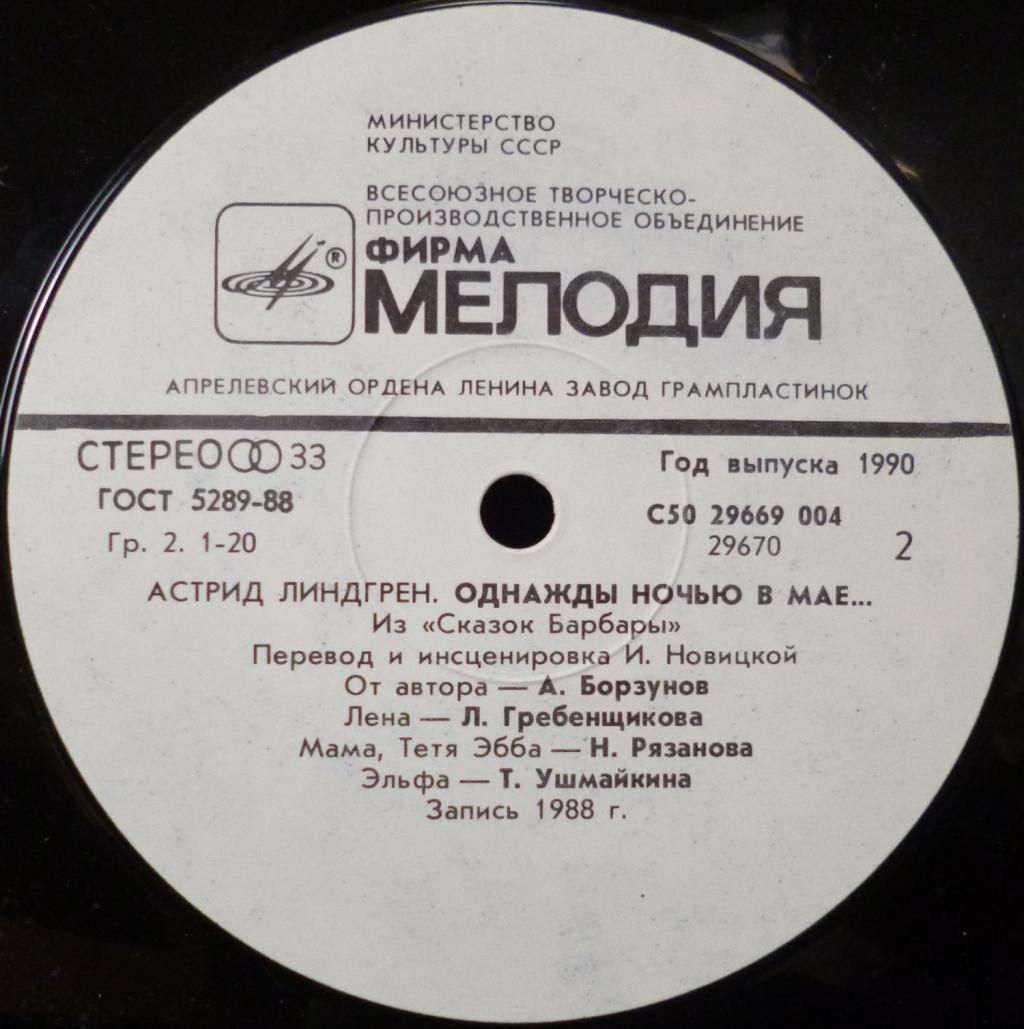 МИНИСТЕРСТВО
КУЛЬТУРЫ СССР
ВСЕСОЮЗНОЕ ТВОРЧЕСКО-
ПРОИЗВОДСТВЕННОЕ ОБЪЕДИНЕНИЕ
ФИРМА
®
МЕЛОДИЯ
АПРЕЛЕВСКИЙ ОРДЕНА ЛЕНИНА ЗАВОД ГРАМПЛАСТИНОК
СТЕРЕО 33
Год выпуска 1990
ГОСТ 5289-88
С50 29669 004
Гр. 2. 1-20
29670
2
АСТРИД ЛИНДГРЕН. ОДНАЖДЫ НОЧЬЮ В МАЕ...
Из «Сказок Барбары»
Перевод и инсценировка И. Новицкой
От автора — А. Борзунов
Лена — Л. Гребенщикова
Мама, Тетя Эбба — Н. Рязанова
Эльфа — Т. Ушмайкина
Запись 1988 г.